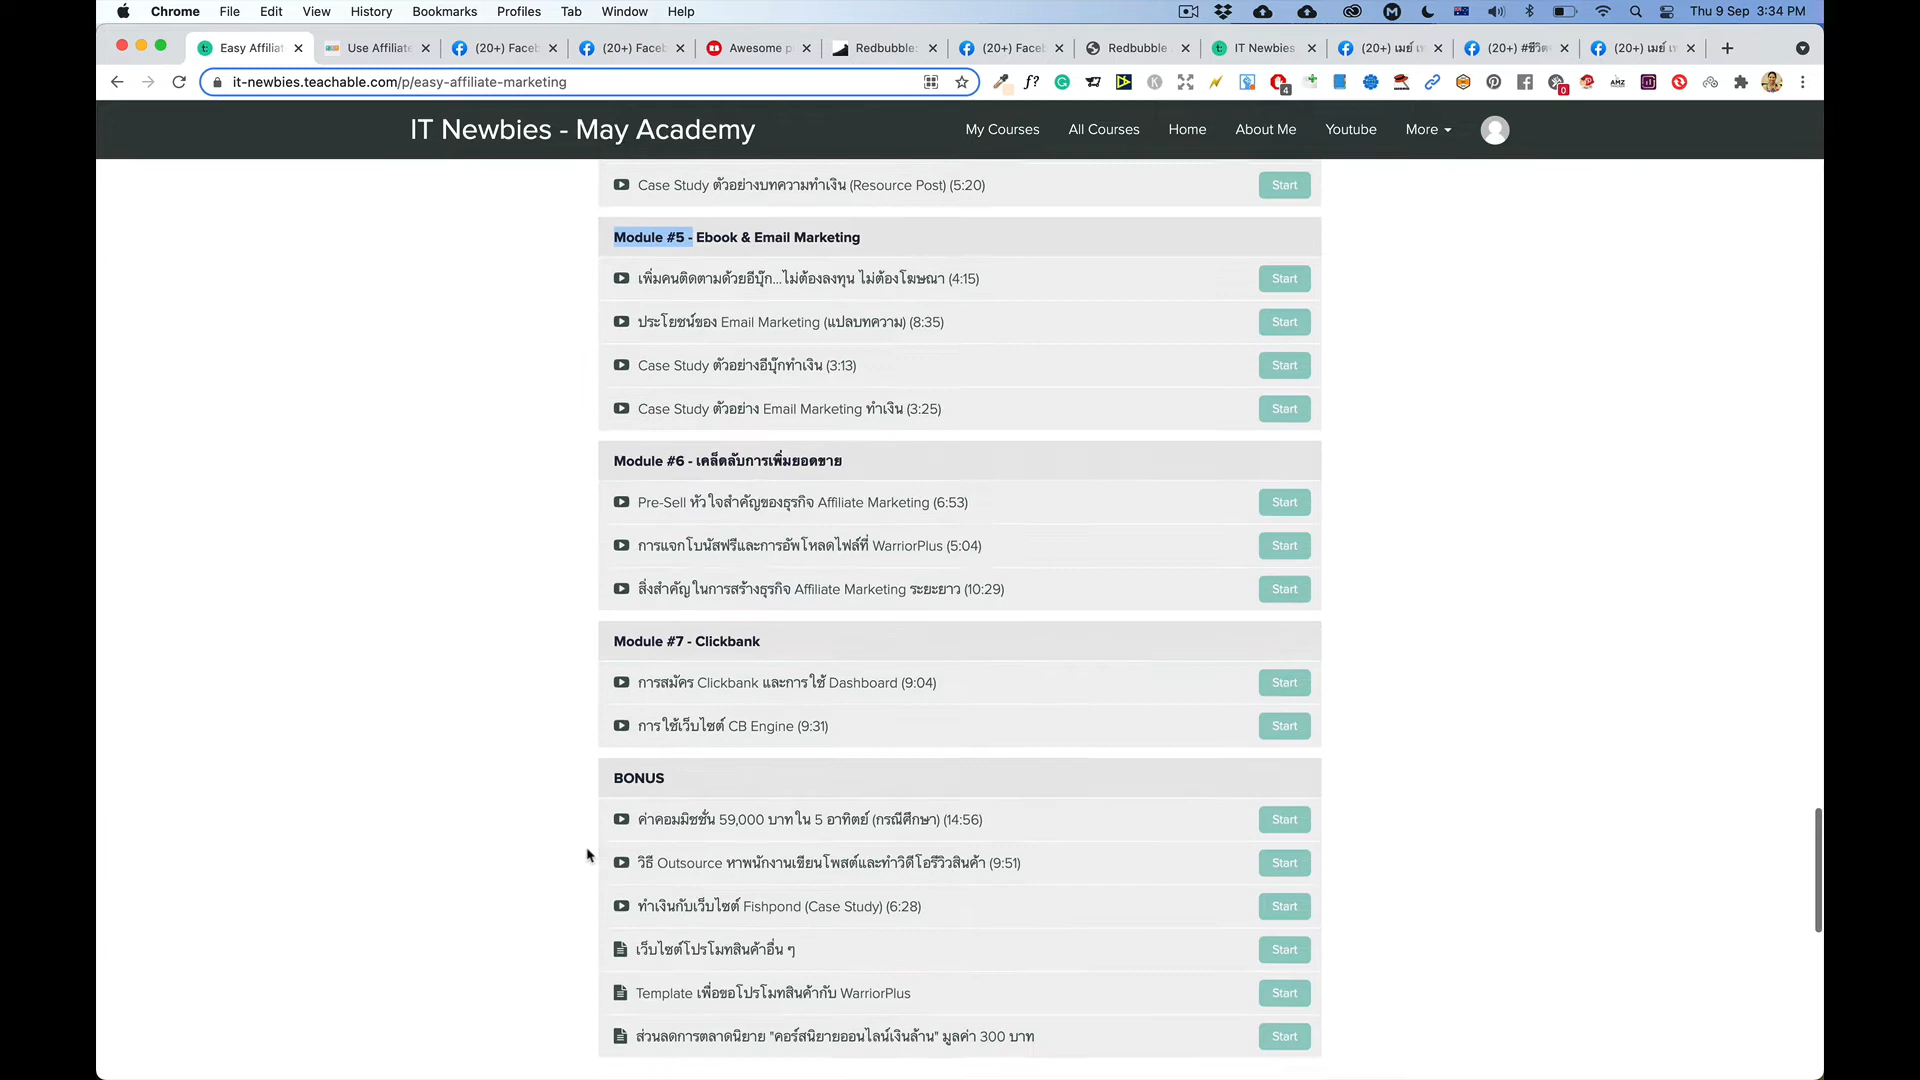 Chrome File Edit View History Bookmarks Profiles Tab Window Help
Thu 9 Sep 3:34 PM
Easy Affiliat
Use Affiliate
(20+) Faceb
(20+) Faceb
Awesome p
Redbubble:
(20+) Faceb
Redbubble
IT Newbies
(20+) เมย์
(20+) #ชีวิต
(20+) เมย์
it-newbies.teachable.com/p/easy-affiliate-marketing
IT Newbies - May Academy
My Courses All Courses Home About Me Youtube More
Case Study ตัวอย่างบทความทำเงิน (Resource Post) (5:20) Start
Module #5 - Ebook & Email Marketing
เพิ่มคนติดตามด้วยอีบุ๊ก...ไม่ต้องลงทุน ไม่ต้องโฆษณา (4:15) Start
ประโยชน์ของ Email Marketing (แปลบทความ) (8:35) Start
Case Study ตัวอย่างอีบุ๊กทำเงิน (3:13) Start
Case Study ตัวอย่าง Email Marketing ทำเงิน (3:25) Start
Module #6 - เคล็ดลับการเพิ่มยอดขาย
Pre-Sell หัวใจสำคัญของธุรกิจ Affiliate Marketing (6:53) Start
การแจกโบนัสฟรีและการอัพโหลดไฟล์ที่ WarriorPlus (5:04) Start
สิ่งสำคัญในการสร้างธุรกิจ Affiliate Marketing ระยะยาว (10:29) Start
Module #7 - Clickbank
การสมัคร Clickbank และการใช้ Dashboard (9:04) Start
การใช้เว็บไซต์ CB Engine (9:31) Start
BONUS
ค่าคอมมิชชั่น 59,000 บาทใน 5 อาทิตย์ (กรณีศึกษา) (14:56) Start
วิธี Outsource หาพนักงานเขียนโพสต์และทำวิดีโอรีวิวสินค้า (9:51) Start
ทำเงินกับเว็บไซต์ Fishpond (Case Study) (6:28) Start
เว็บไซต์โปรโมทสินค้าอื่น ๆ Start
Template เพื่อขอโปรโมทสินค้ากับ WarriorPlus Start
ส่วนลดการตลาดนิยาย "คอร์สนิยายออนไลน์เงินล้าน" มูลค่า 300 บาท Start